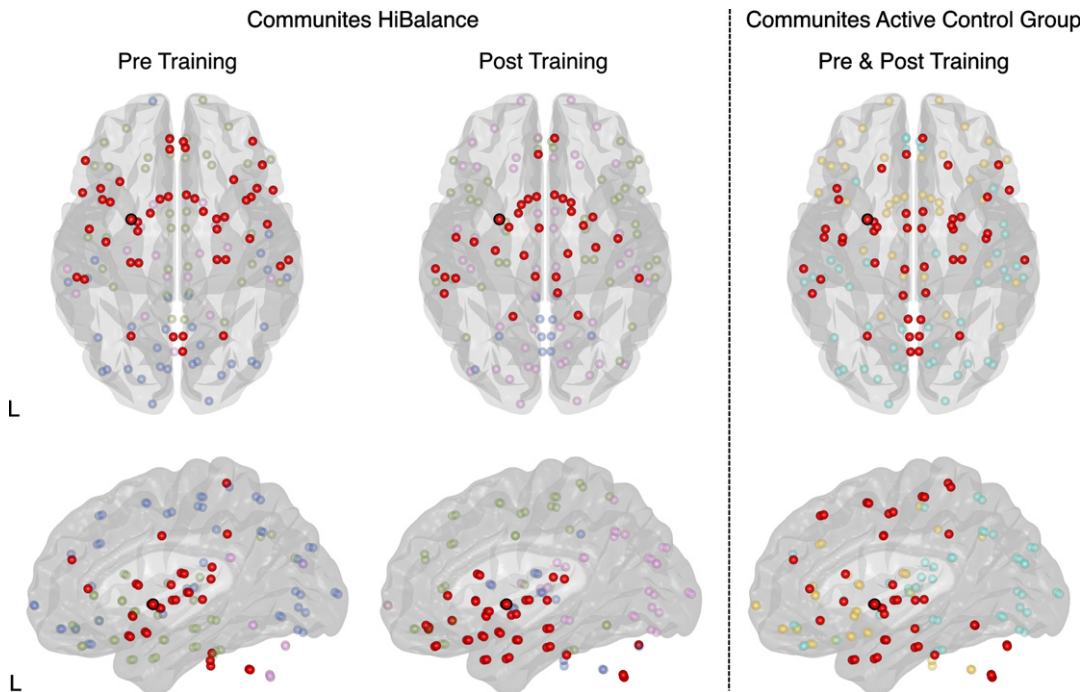 Communites HiBalance
Communites Active Control Group
Pre Training
Post Training
Pre & Post Training
L
L